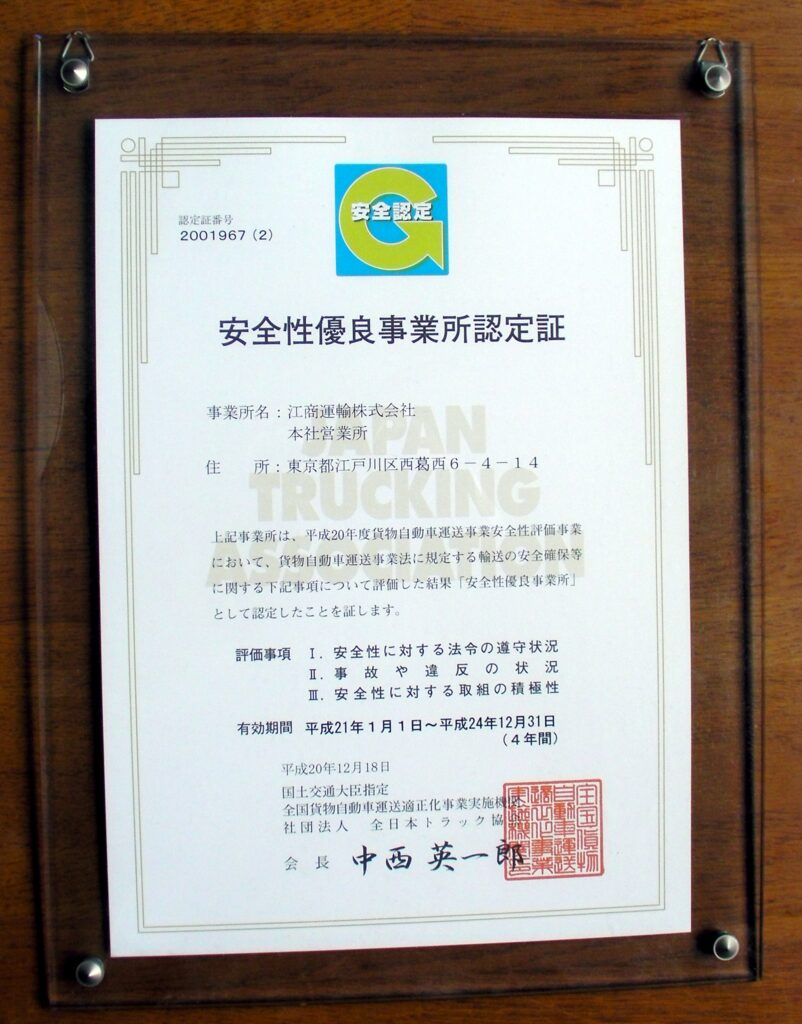 安全認定
認定証番号
2001967(2)
安全性優良事業所認定証
事業所名：江商運輸株式会社
本社営業所
住　　所：東京都江戸川区西葛西６－４－１４
JAPAN
TRUCKING
ASSOCIATION
上記事業所は、平成20年度貨物自動車運送事業安全性評価事業
において、貨物自動車運送事業法に規定する輸送の安全確保等
に関する下記事項について評価した結果「安全性優良事業所」
として認定したことを証します。
評価事項　Ⅰ．安全性に対する法令の遵守状況
Ⅱ．事故や違反の状況
Ⅲ．安全性に対する取組の積極性
有効期間　平成21年１月１日～平成24年12月31日
（４年間）
平成20年12月18日
国土交通大臣指定
全国貨物自動車運送適正化事業実施機関
社団法人　全日本トラック協
会長　中西英一郎